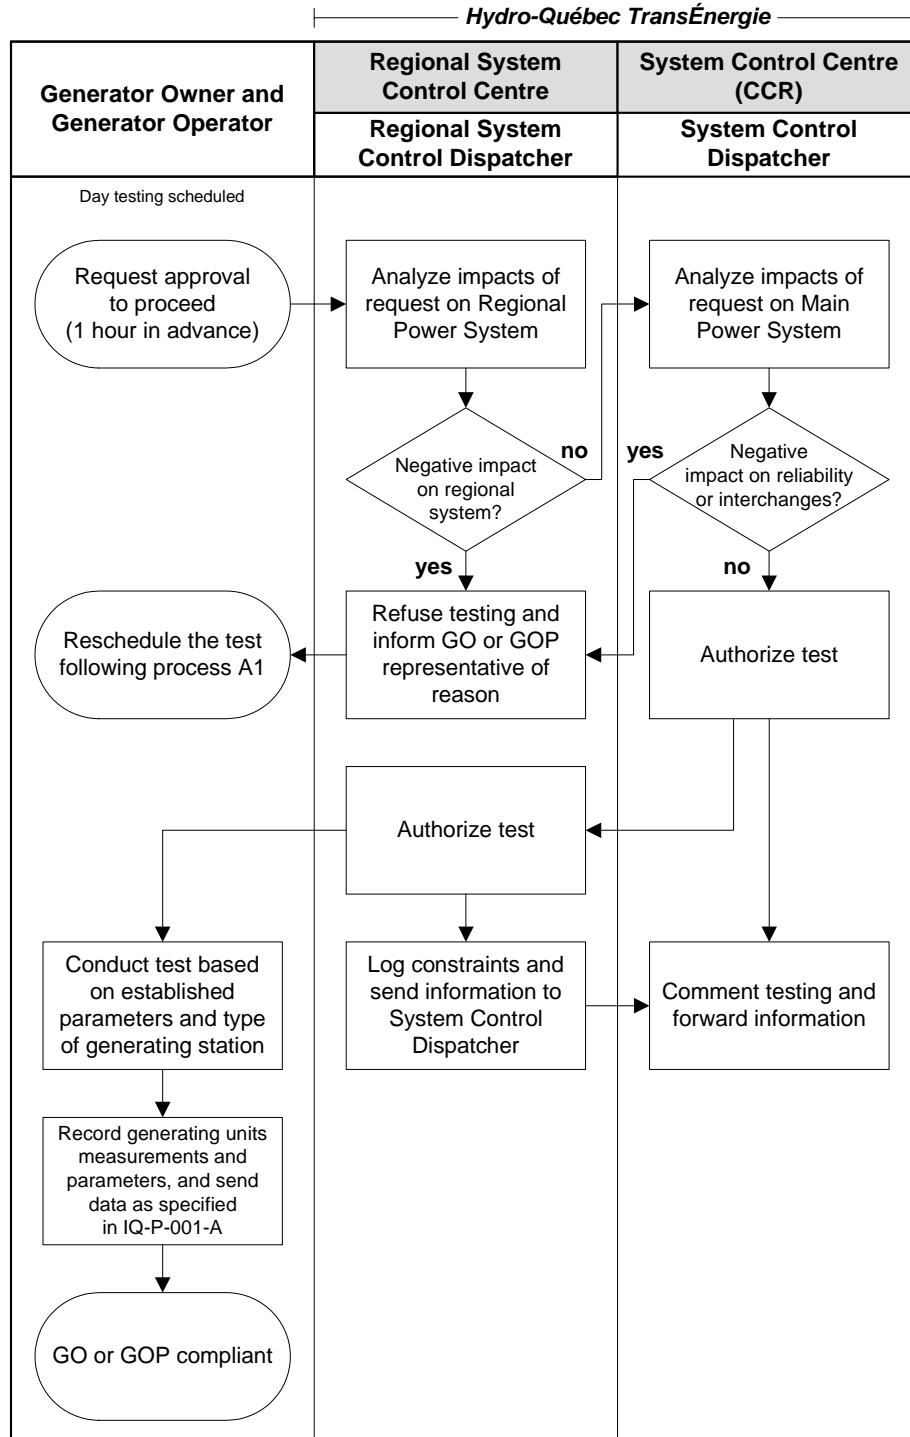 Hydro-Québec TransÉnergie
Generator Owner and
Generator Operator
Regional System
Control Centre
System Control Centre
(CCR)
Regional System
Control Dispatcher
System Control
Dispatcher
Day testing scheduled
Request approval
to proceed
(1 hour in advance)
Analyze impacts of
request on Regional
Power System
Analyze impacts of
request on Main
Power System
Negative impact
on regional
system?
no
yes
Negative
impact on reliability
or interchanges?
yes
no
Reschedule the test
following process A1
Refuse testing and
inform GO or GOP
representative of
reason
Authorize test
Authorize test
Conduct test based
on established
parameters and type
of generating station
Log constraints and
send information to
System Control
Dispatcher
Comment testing and
forward information
Record generating units
measurements and
parameters, and send
data as specified
in IQ-P-001-A
GO or GOP compliant